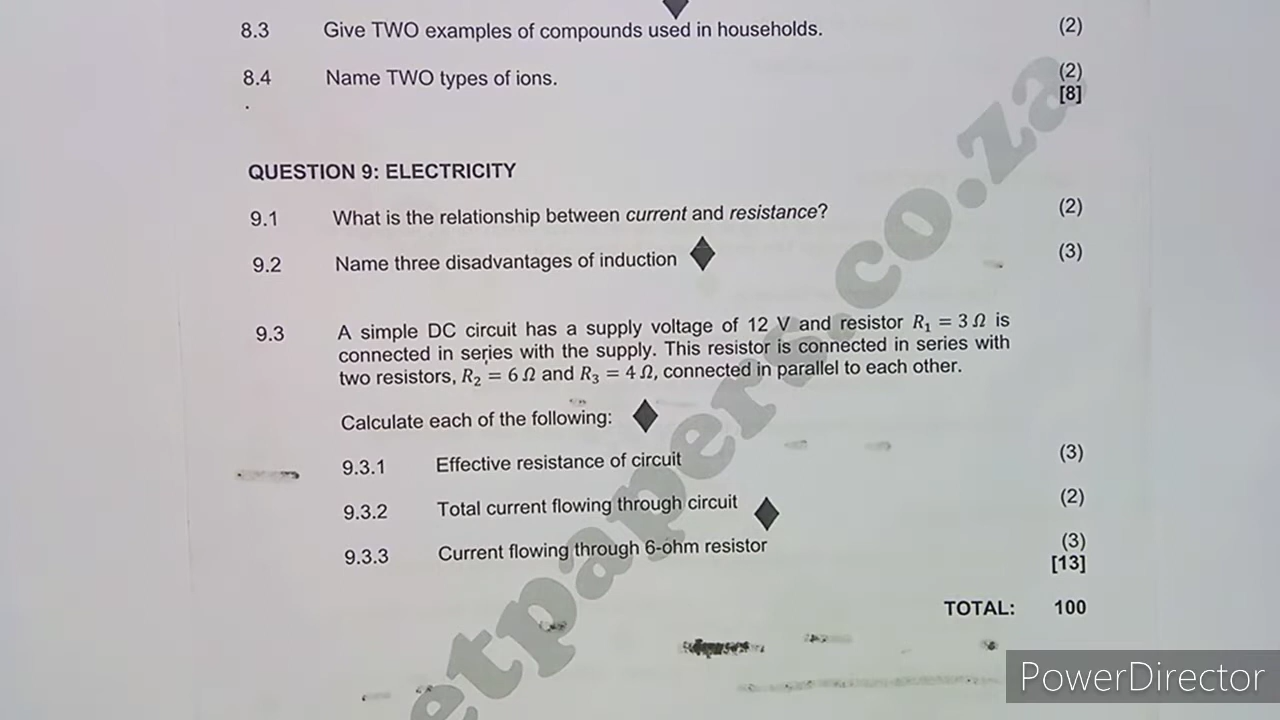 8.3 Give TWO examples of compounds used in households. (2)
8.4 Name TWO types of ions. (2)
[8]
QUESTION 9: ELECTRICITY
9.1 What is the relationship between current and resistance? (2)
9.2 Name three disadvantages of induction (3)
9.3 A simple DC circuit has a supply voltage of 12 V and resistor R₁ = 3 Ω is
connected in series with the supply. This resistor is connected in series with
two resistors, R₂ = 6 Ω and R₃ = 4 Ω, connected in parallel to each other.
Calculate each of the following:
9.3.1 Effective resistance of circuit (3)
9.3.2 Total current flowing through circuit (2)
9.3.3 Current flowing through 6-ohm resistor (3)
[13]
TOTAL: 100
etpapers.co.za
PowerDirector